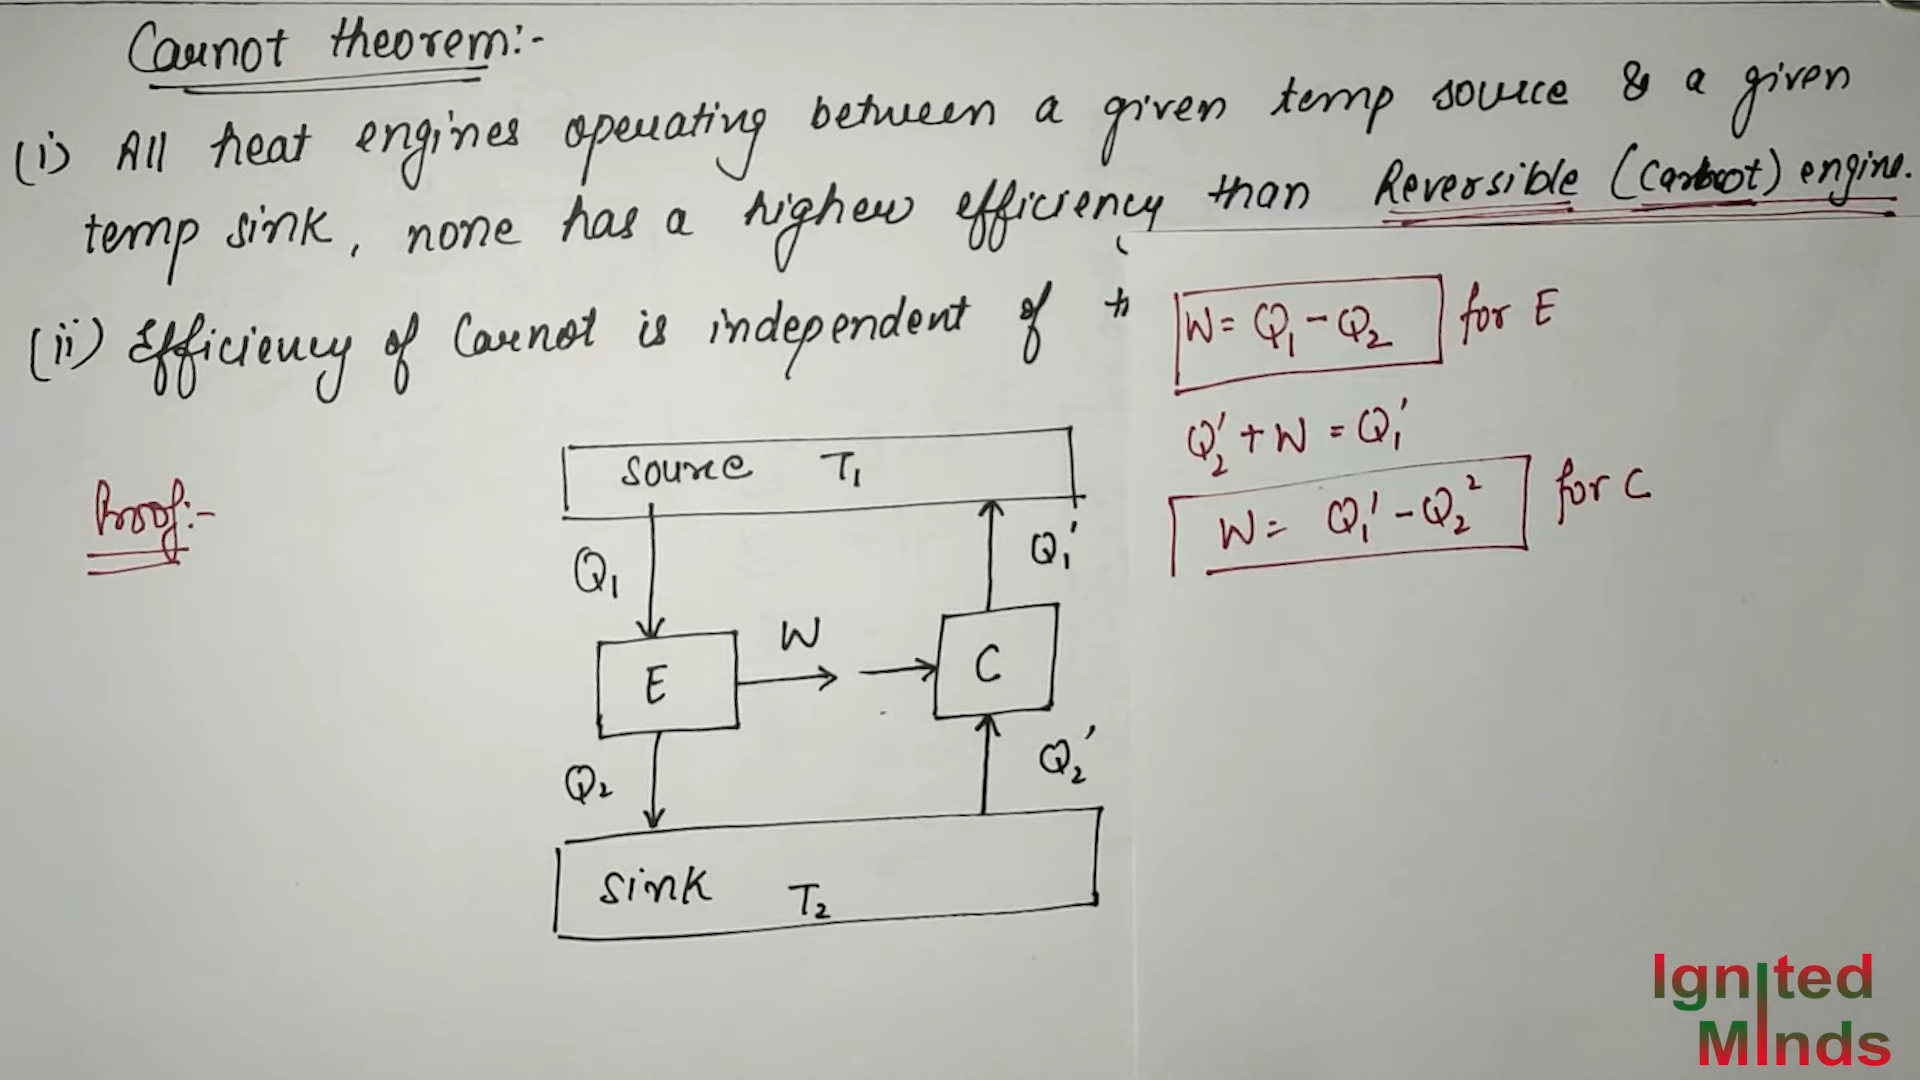 Carnot theorem:-
(i) All heat engines operating between a given temp source & a given
temp sink, none has a higher efficiency than Reversible (Carnot) engine.
(ii) Efficiency of Carnot is independent of
W = Q₁ - Q₂ for E
Q₂' + W = Q₁'
W = Q₁' - Q₂² for C
Proof:-
Source T₁
Q₁
Q₁'
E
W
C
Q₂
Q₂'
Sink T₂
Ignited
Minds